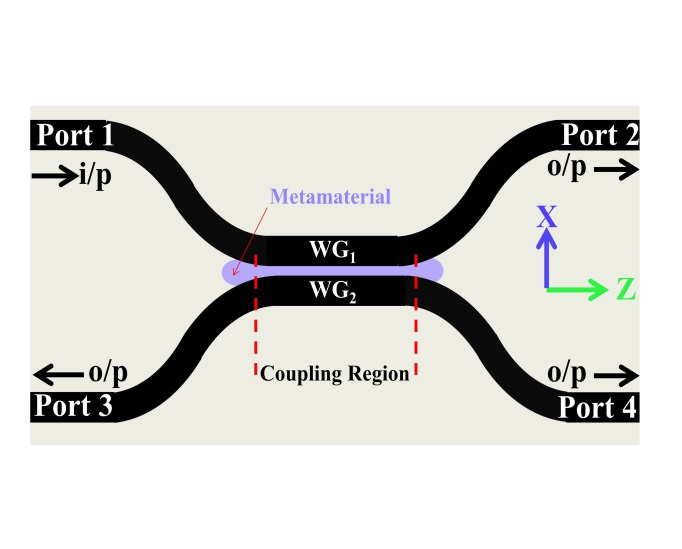 Port 1
Port 2
i/p
o/p
Metamaterial
X
WG1
WG2
Z
o/p
Coupling Region
o/p
Port 3
Port 4